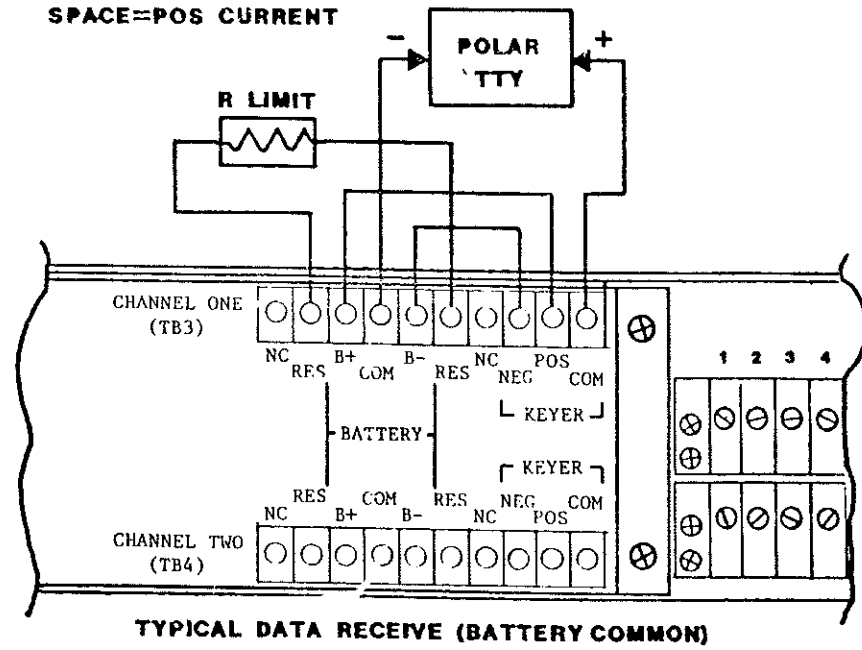 SPACE=POS CURRENT
- POLAR +
TTY
R LIMIT
CHANNEL ONE
(TB3)
NC RES B+ COM B- RES NC NEG POS COM
1 2 3 4
KEYER
BATTERY
KEYER
NC RES B+ COM B- RES NC NEG POS COM
CHANNEL TWO
(TB4)
TYPICAL DATA RECEIVE (BATTERY COMMON)